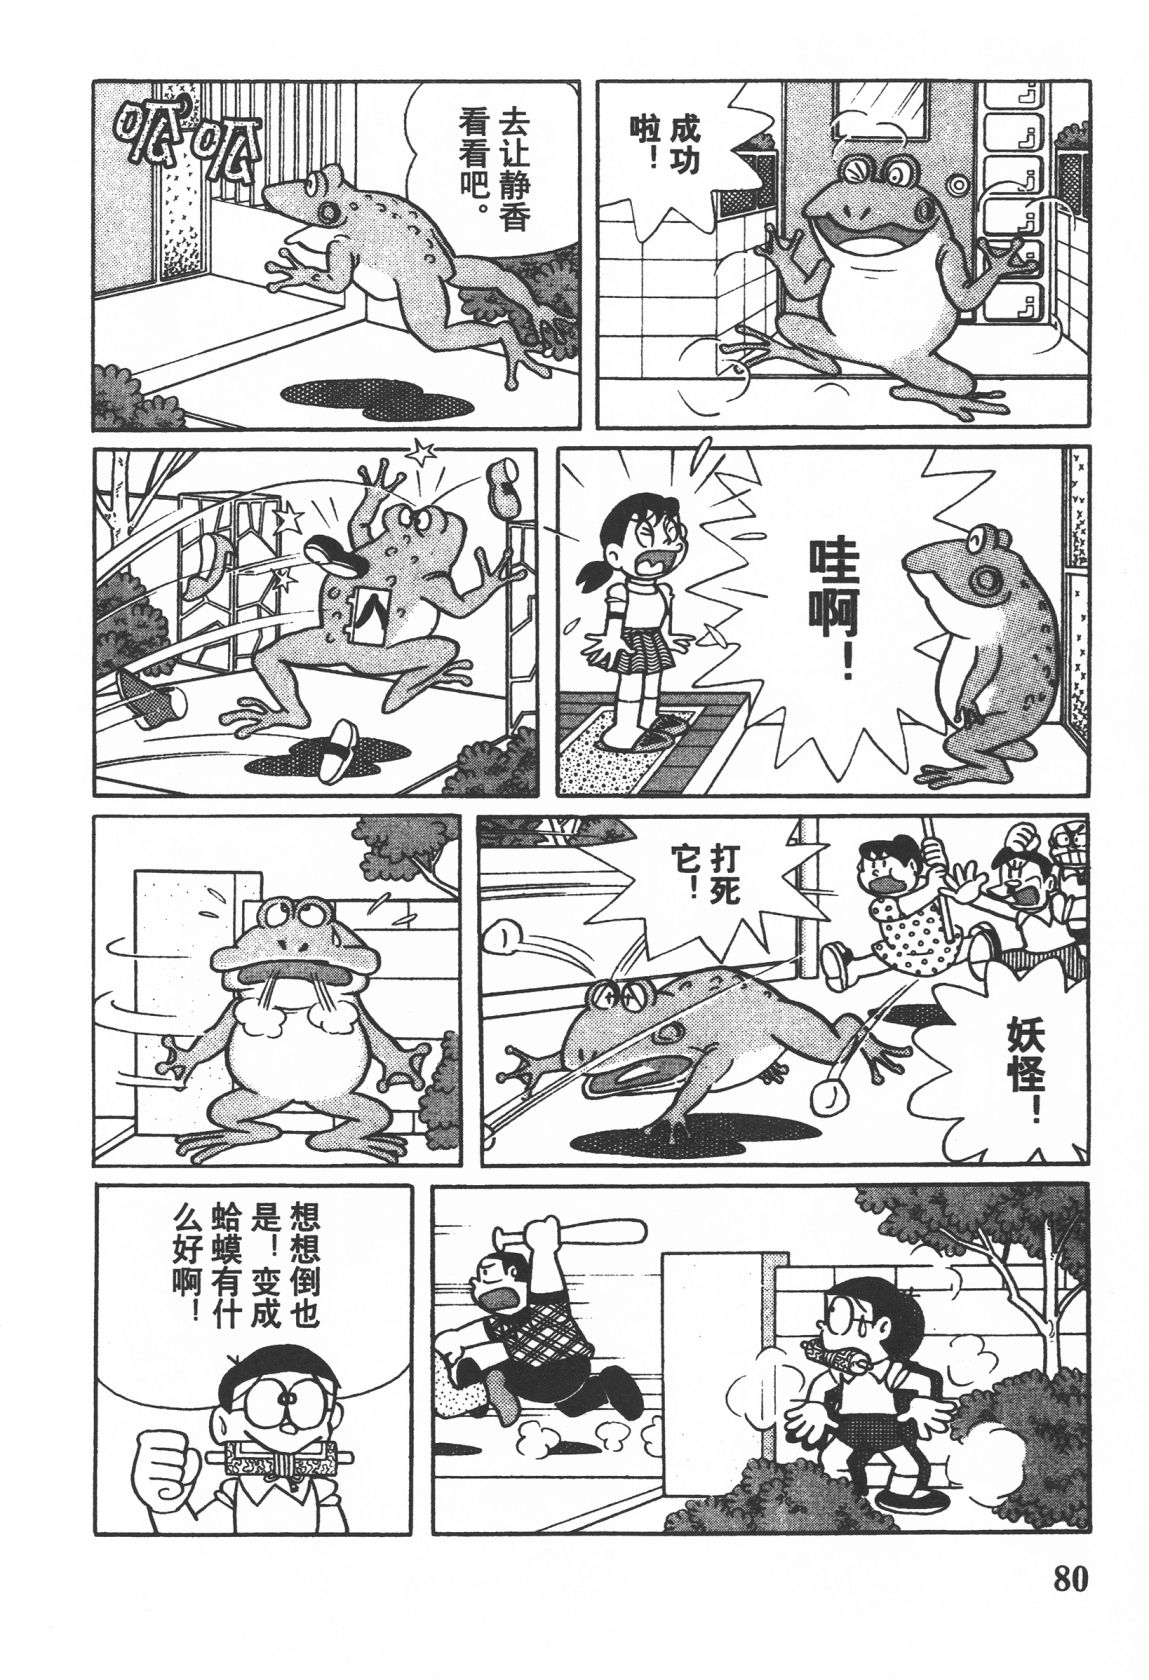 成功
啦！
去让静香
看看吧。
呱呱
哇啊！
打死
它！
妖怪！
想想倒也
是！变成
蛤蟆有什
么好啊！
80